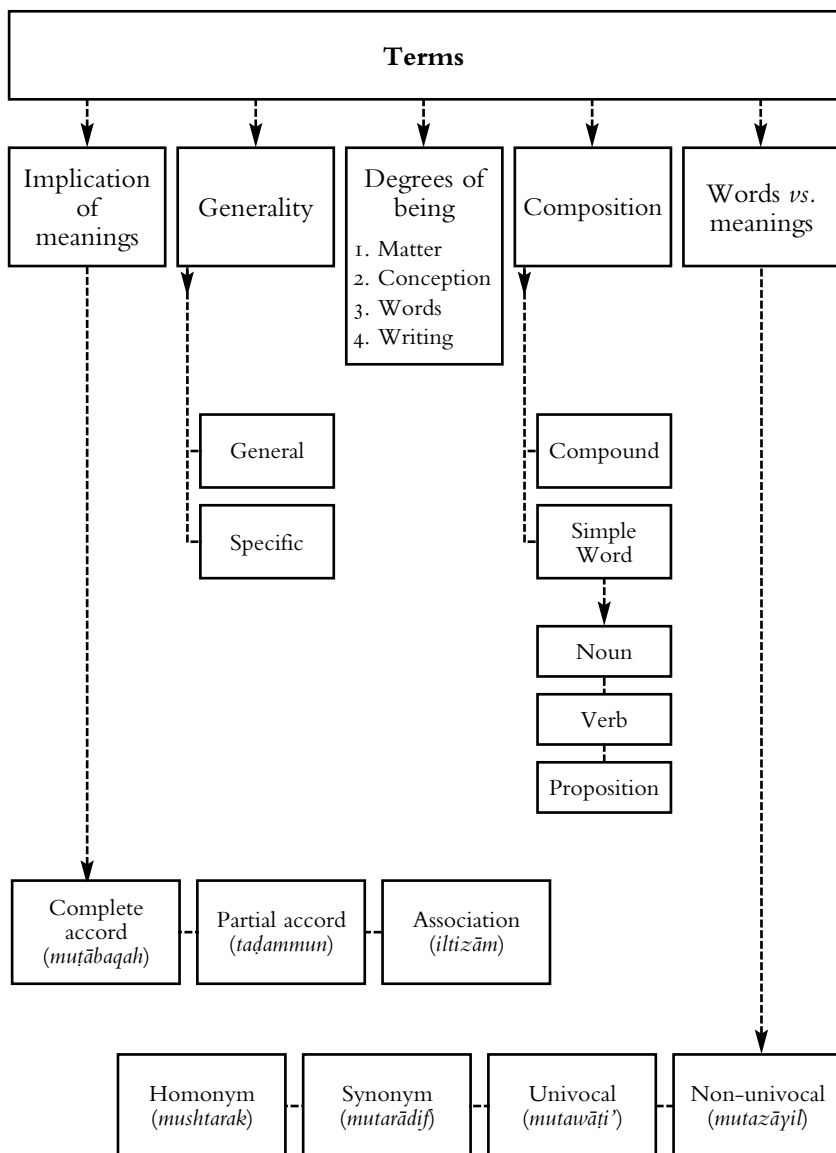 Terms
Implication
of
meanings
Generality
Degrees of
being
1. Matter
2. Conception
3. Words
4. Writing
Composition
Words vs.
meanings
General
Specific
Compound
Simple
Word
Noun
Verb
Proposition
Complete
accord
(muṭābaqah)
Partial accord
(taḍammun)
Association
(iltizām)
Homonym
(mushtarak)
Synonym
(mutarādif)
Univocal
(mutawāṭi’)
Non-univocal
(mutazāyil)